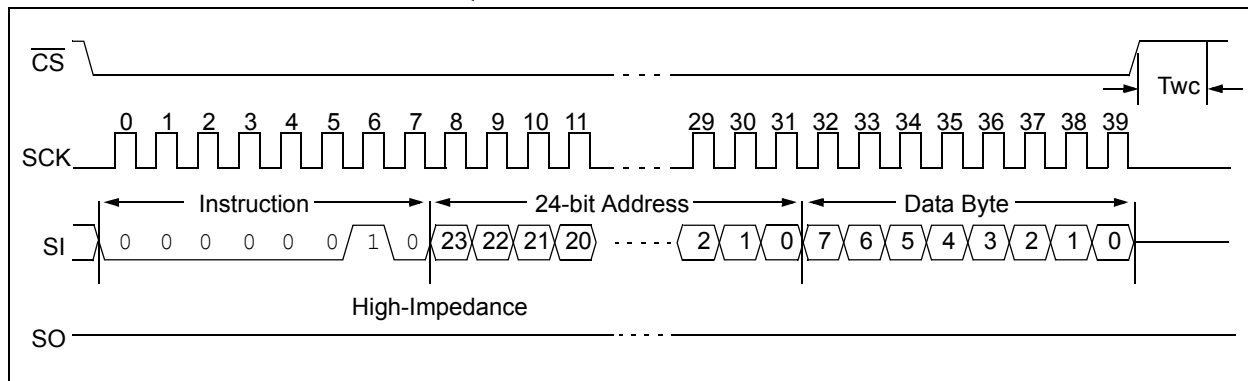 CS
Twc
0 1 2 3 4 5 6 7 8 9 10 11 29 30 31 32 33 34 35 36 37 38 39
SCK
Instruction 24-bit Address Data Byte
SI 0 0 0 0 0 0 1 0 23 22 21 20 2 1 0 7 6 5 4 3 2 1 0
High-Impedance
SO